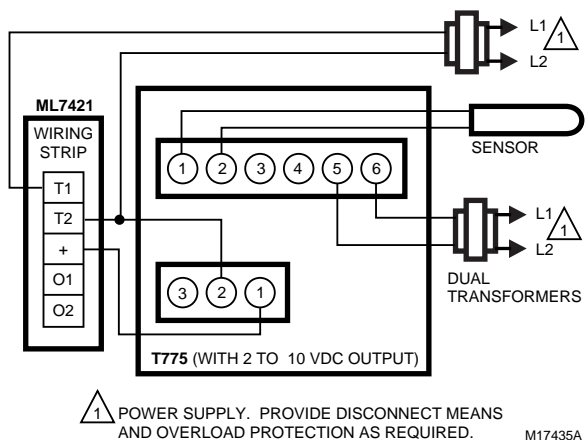 L1
1
L2
ML7421
WIRING
STRIP
T1
T2
+
O1
O2
1 2 3 4 5 6
SENSOR
L1
1
L2
DUAL
TRANSFORMERS
3 2 1
T775 (WITH 2 TO 10 VDC OUTPUT)
1 POWER SUPPLY. PROVIDE DISCONNECT MEANS
AND OVERLOAD PROTECTION AS REQUIRED.
M17435A